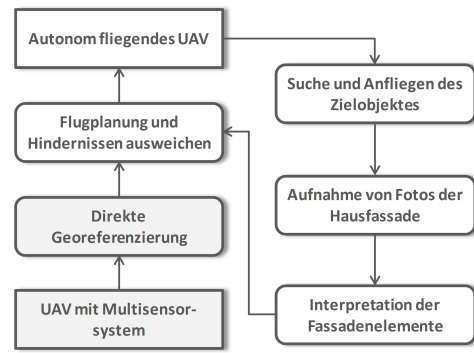 Autonom fliegendes UAV
Suche und Anfliegen des
Zielobjektes
Flugplanung und
Hindernissen ausweichen
Aufnahme von Fotos der
Hausfassade
Direkte
Georeferenzierung
UAV mit Multisensor-
system
Interpretation der
Fassadenelemente